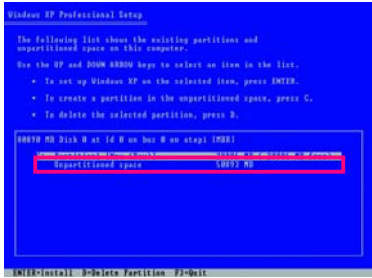 Windows XP Professional Setup
The following list shows the existing partitions and
unpartitioned space on this computer.
Use the UP and DOWN ARROW keys to select an item in the list.
• To set up Windows XP on the selected item, press ENTER.
• To create a partition in the unpartitioned space, press C.
• To delete the selected partition, press D.
MB Disk 0 at Id 0 on bus 0 on atapi [MBR]
Unpartitioned space 50893 MB
ENTER=Install D=Delete Partition F3=Quit